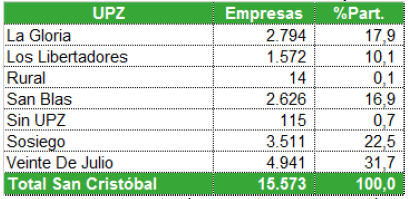 UPZ Empresas %Part.
La Gloria 2.794 17,9
Los Libertadores 1.572 10,1
Rural 14 0,1
San Blas 2.626 16,9
Sin UPZ 115 0,7
Sosiego 3.511 22,5
Veinte De Julio 4.941 31,7
Total San Cristóbal 15.573 100,0